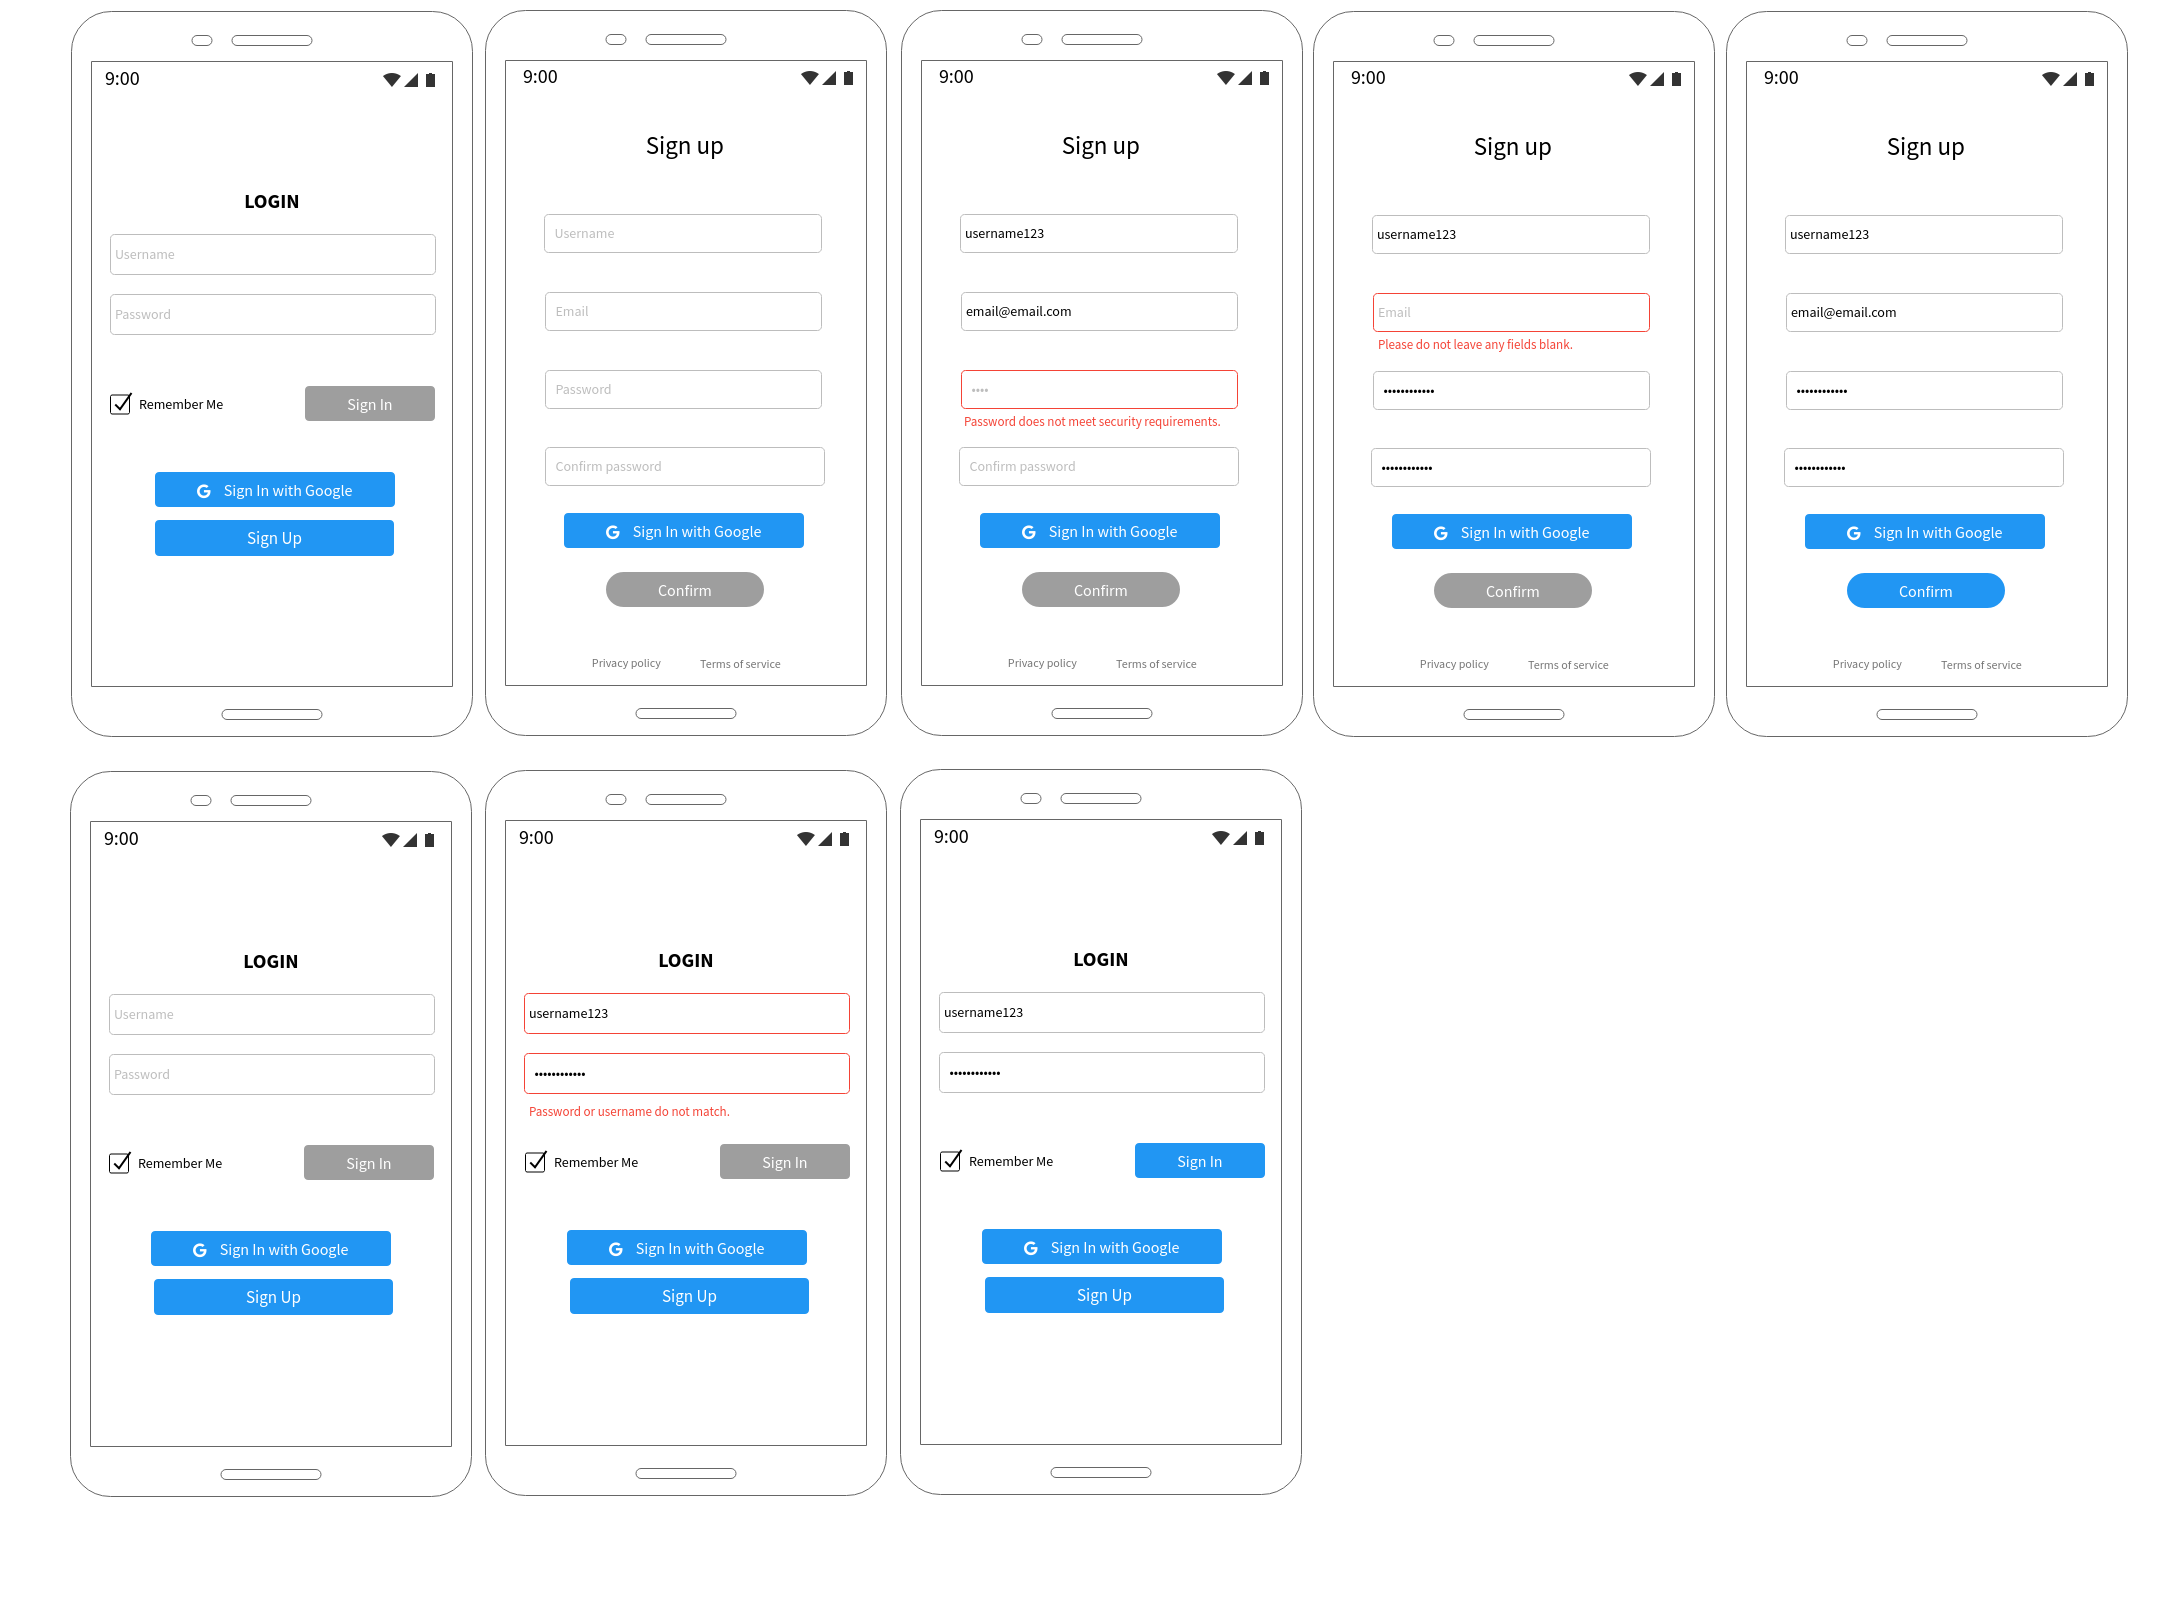 9:00
LOGIN
Username
Password
Remember Me
Sign In
G Sign In with Google
Sign Up
9:00
Sign up
Username
Email
Password
Confirm password
G Sign In with Google
Confirm
Privacy policy
Terms of service
9:00
Sign up
username123
email@email.com
••••
Password does not meet security requirements.
Confirm password
G Sign In with Google
Confirm
Privacy policy
Terms of service
9:00
Sign up
username123
Email
Please do not leave any fields blank.
••••••••••••
••••••••••••
G Sign In with Google
Confirm
Privacy policy
Terms of service
9:00
Sign up
username123
email@email.com
••••••••••••
••••••••••••
G Sign In with Google
Confirm
Privacy policy
Terms of service
9:00
LOGIN
Username
Password
Remember Me
Sign In
G Sign In with Google
Sign Up
9:00
LOGIN
username123
••••••••••••
Password or username do not match.
Remember Me
Sign In
G Sign In with Google
Sign Up
9:00
LOGIN
username123
••••••••••••
Remember Me
Sign In
G Sign In with Google
Sign Up